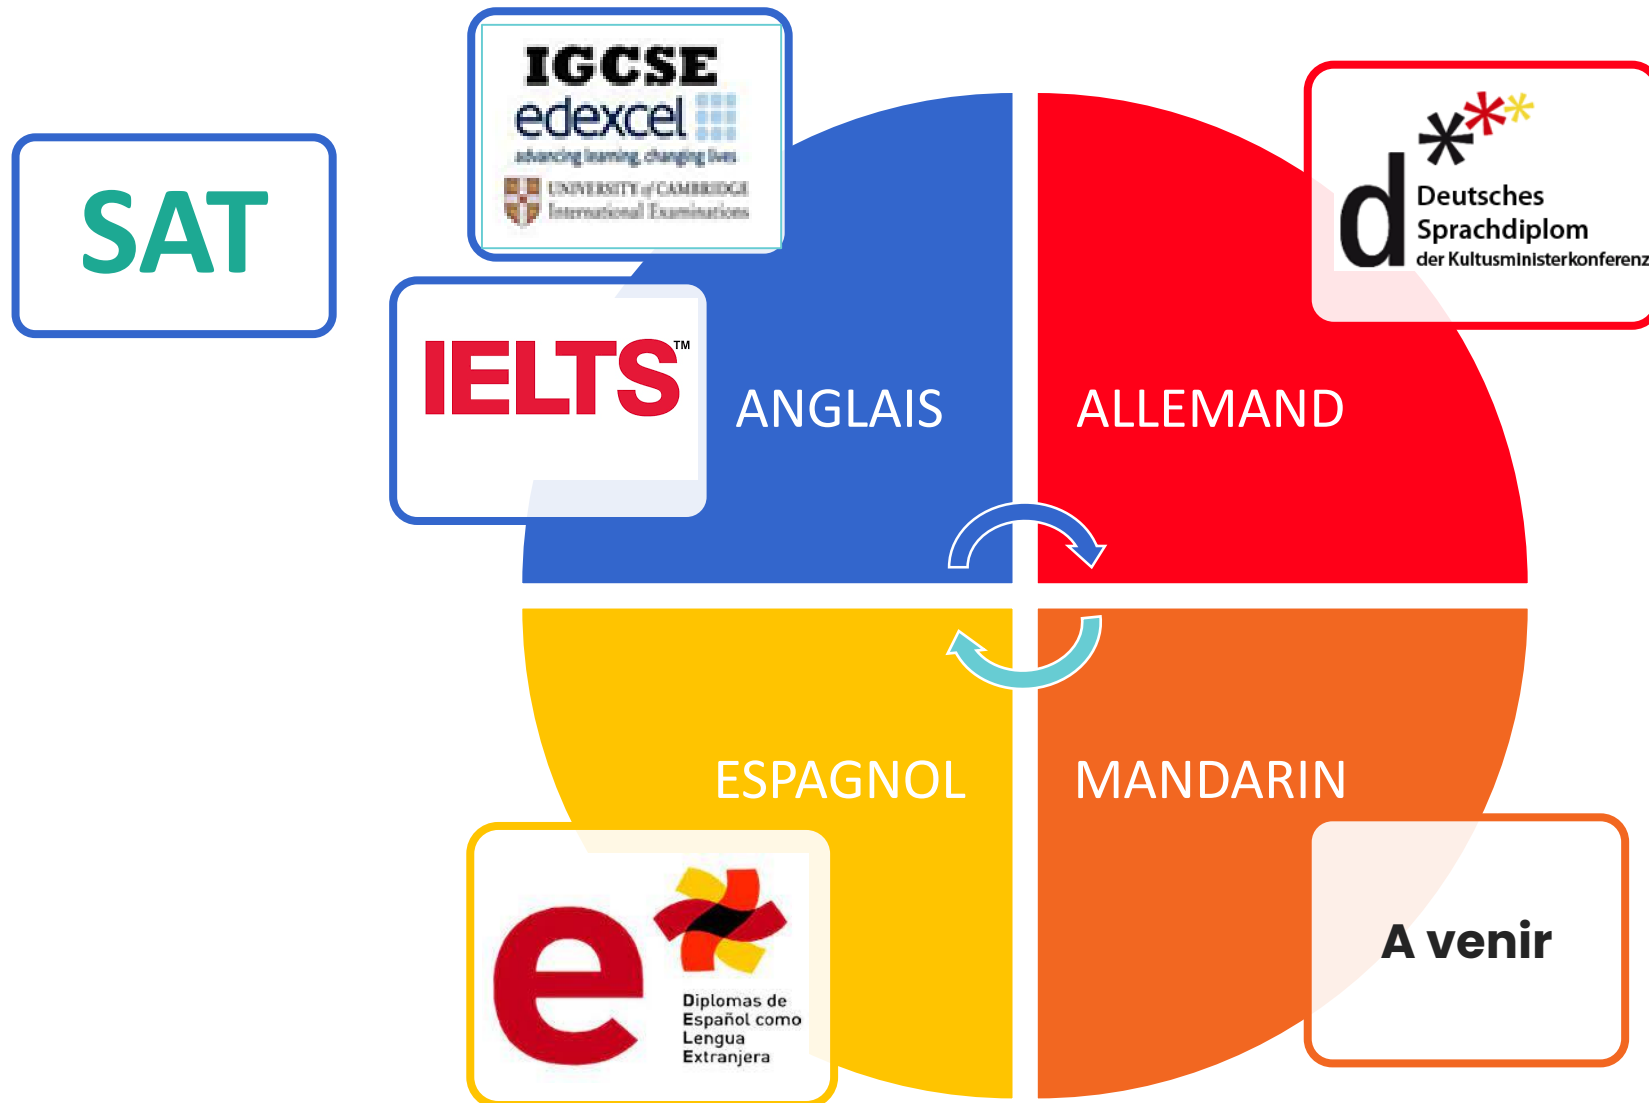 IGCSE
edexcel
advancing learning, changing lives
UNIVERSITY of CAMBRIDGE
International Examinations
SAT
IELTS™
Deutsches
Sprachdiplom
der Kultusministerkonferenz
ANGLAIS
ALLEMAND
ESPAGNOL
MANDARIN
e
Diplomas de
Español como
Lengua
Extranjera
A venir